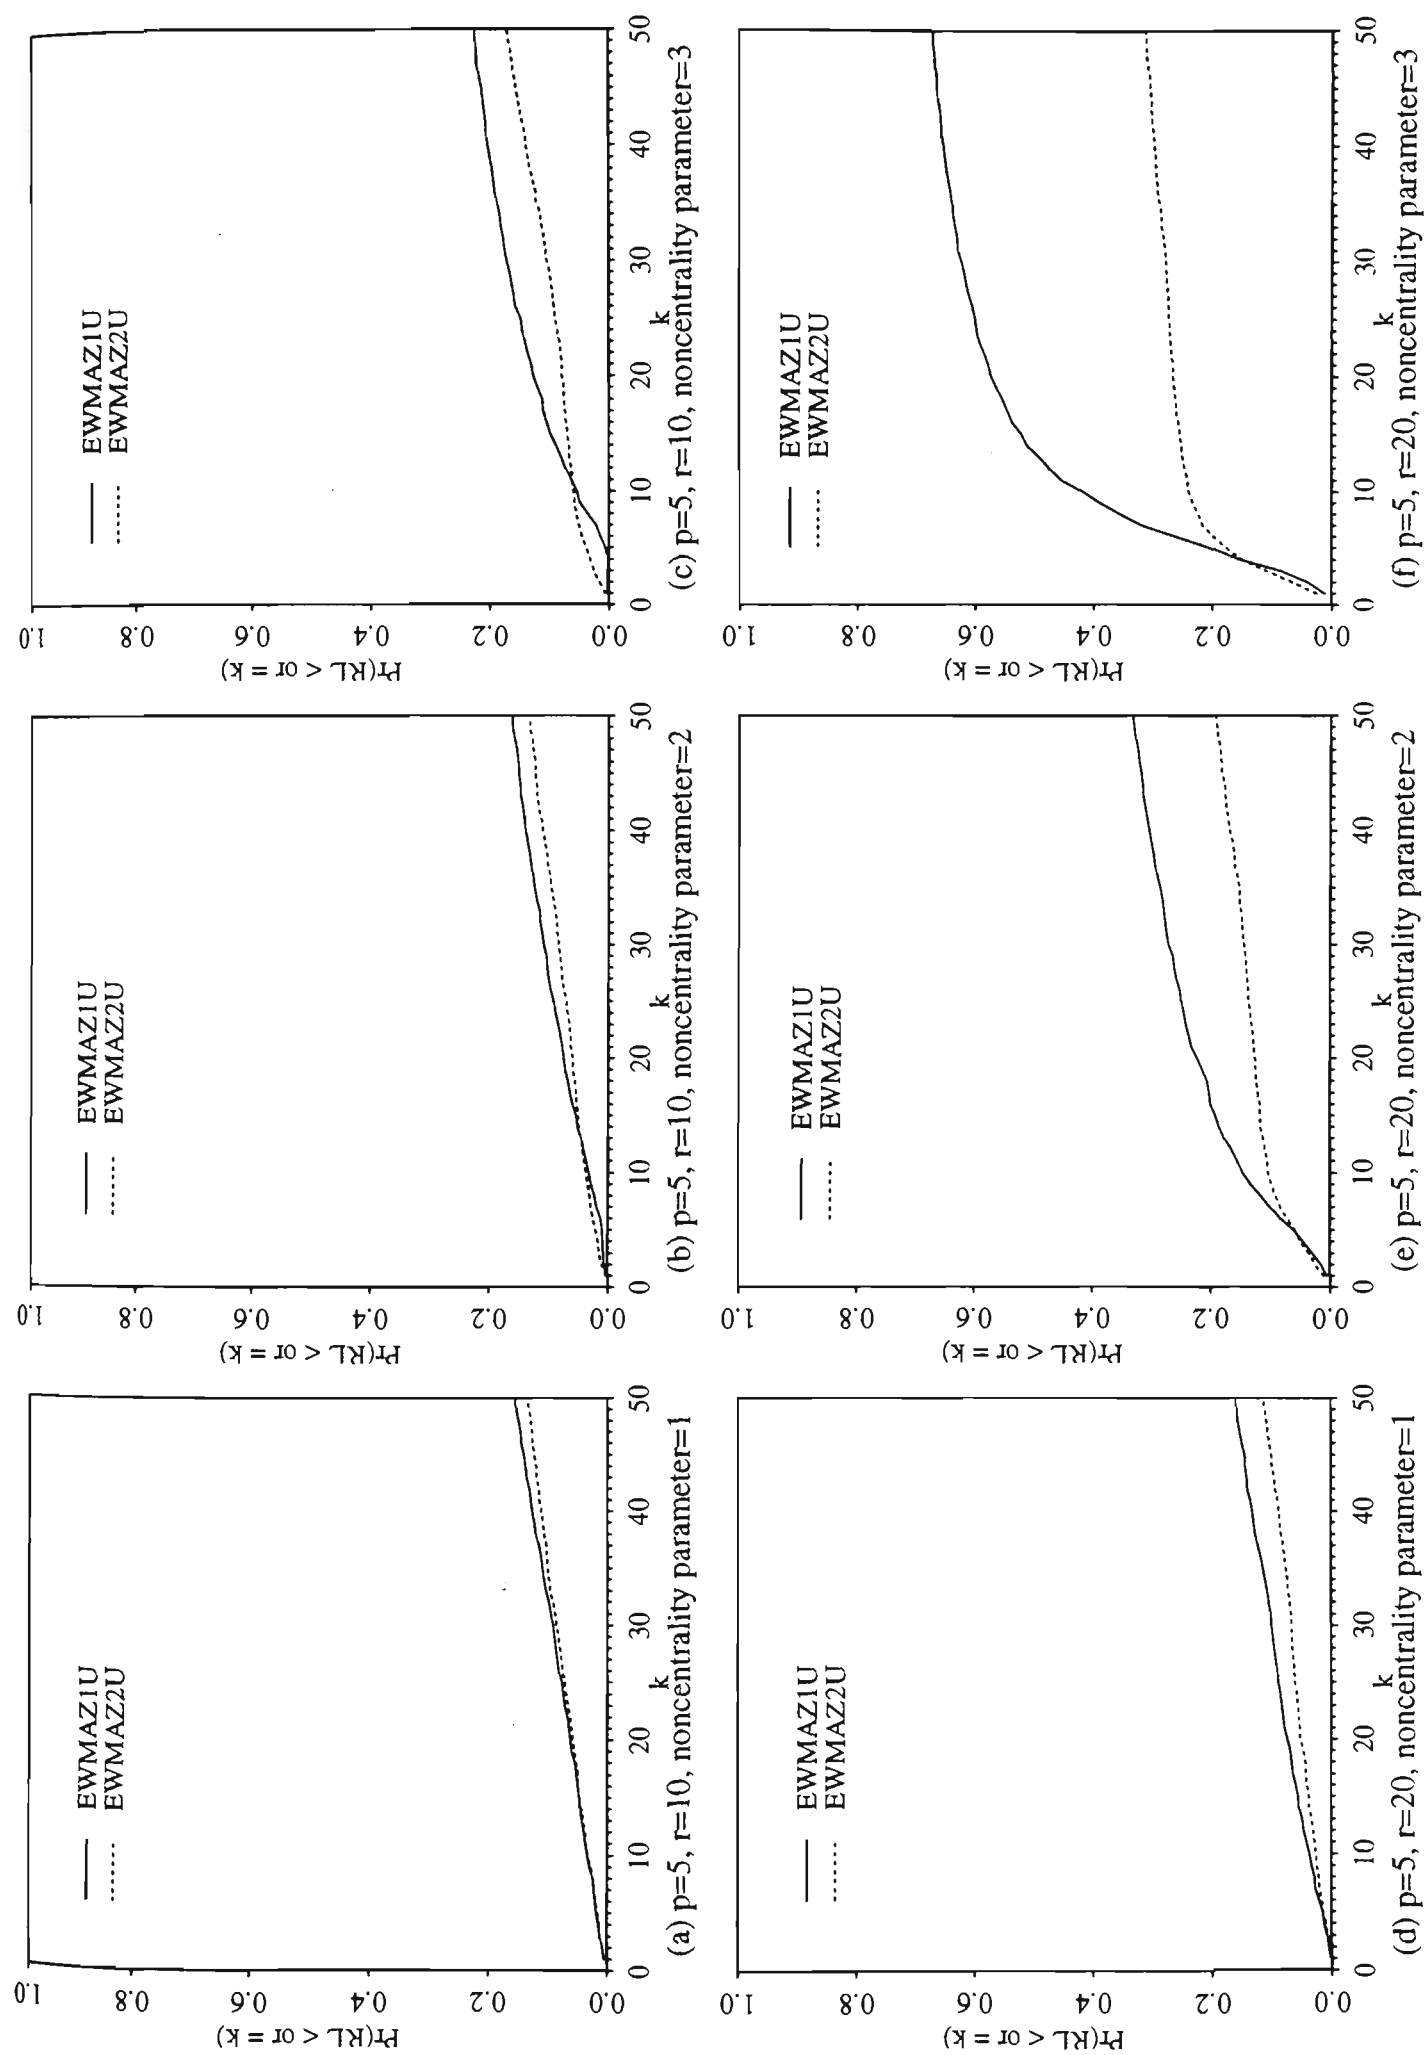 1.0
0.8
0.6
0.4
0.2
0.0
Pr(RL < or = k)
EWMAZ1U
EWMAZ2U
0 10 20 30 40 50
k
(a) p=5, r=10, noncentrality parameter=1
1.0
0.8
0.6
0.4
0.2
0.0
Pr(RL < or = k)
EWMAZ1U
EWMAZ2U
0 10 20 30 40 50
k
(b) p=5, r=10, noncentrality parameter=2
1.0
0.8
0.6
0.4
0.2
0.0
Pr(RL < or = k)
EWMAZ1U
EWMAZ2U
0 10 20 30 40 50
k
(c) p=5, r=10, noncentrality parameter=3
1.0
0.8
0.6
0.4
0.2
0.0
Pr(RL < or = k)
EWMAZ1U
EWMAZ2U
0 10 20 30 40 50
k
(d) p=5, r=20, noncentrality parameter=1
1.0
0.8
0.6
0.4
0.2
0.0
Pr(RL < or = k)
EWMAZ1U
EWMAZ2U
0 10 20 30 40 50
k
(e) p=5, r=20, noncentrality parameter=2
1.0
0.8
0.6
0.4
0.2
0.0
Pr(RL < or = k)
EWMAZ1U
EWMAZ2U
0 10 20 30 40 50
k
(f) p=5, r=20, noncentrality parameter=3